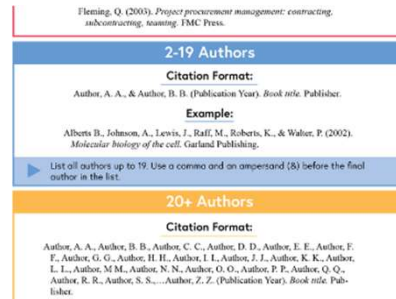 Fleming, Q. (2003). Project procurement management: contracting,
subcontracting, teaming. FMC Press.
2-19 Authors
Citation Format:
Author, A. A., & Author, B. B. (Publication Year). Book title. Publisher.
Example:
Alberts B., Johnson, A., Lewis, J., Raff, M., Roberts, K., & Walter, P. (2002).
Molecular biology of the cell. Garland Publishing.
List all authors up to 19. Use a comma and an ampersand (&) before the final
author in the list.
20+ Authors
Citation Format:
Author, A. A., Author, B. B., Author, C. C., Author, D. D., Author, E. E., Author, F.
F., Author, G. G., Author, H. H., Author, I. I., Author, J. J., Author, K. K., Author,
L. L., Author, M M., Author, N. N., Author, O. O., Author, P. P., Author, Q. Q.,
Author, R. R., Author, S. S.,...Author, Z. Z. (Publication Year). Book title. Pub-
lisher.